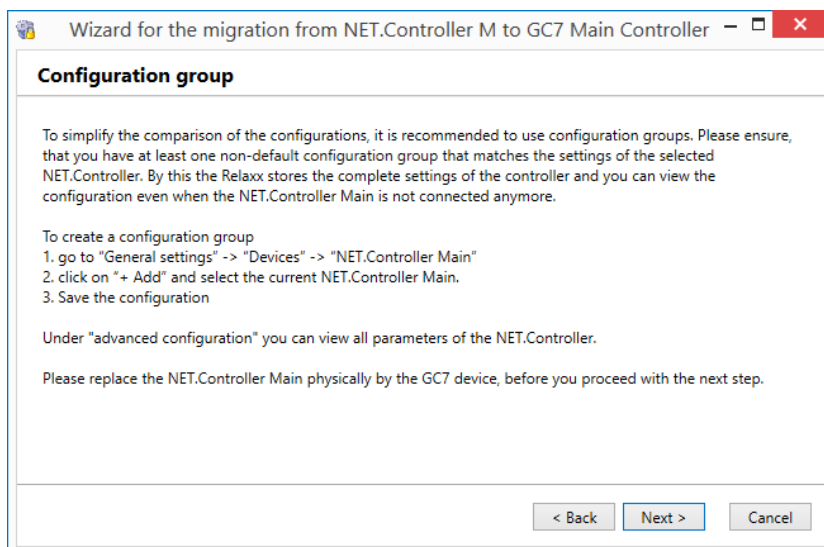 Wizard for the migration from NET.Controller M to GC7 Main Controller
Configuration group
To simplify the comparison of the configurations, it is recommended to use configuration groups. Please ensure,
that you have at least one non-default configuration group that matches the settings of the selected
NET.Controller. By this the Relaxx stores the complete settings of the controller and you can view the
configuration even when the NET.Controller Main is not connected anymore.
To create a configuration group
1. go to "General settings" -> "Devices" -> "NET.Controller Main"
2. click on "+ Add" and select the current NET.Controller Main.
3. Save the configuration
Under "advanced configuration" you can view all parameters of the NET.Controller.
Please replace the NET.Controller Main physically by the GC7 device, before you proceed with the next step.
< Back Next > Cancel